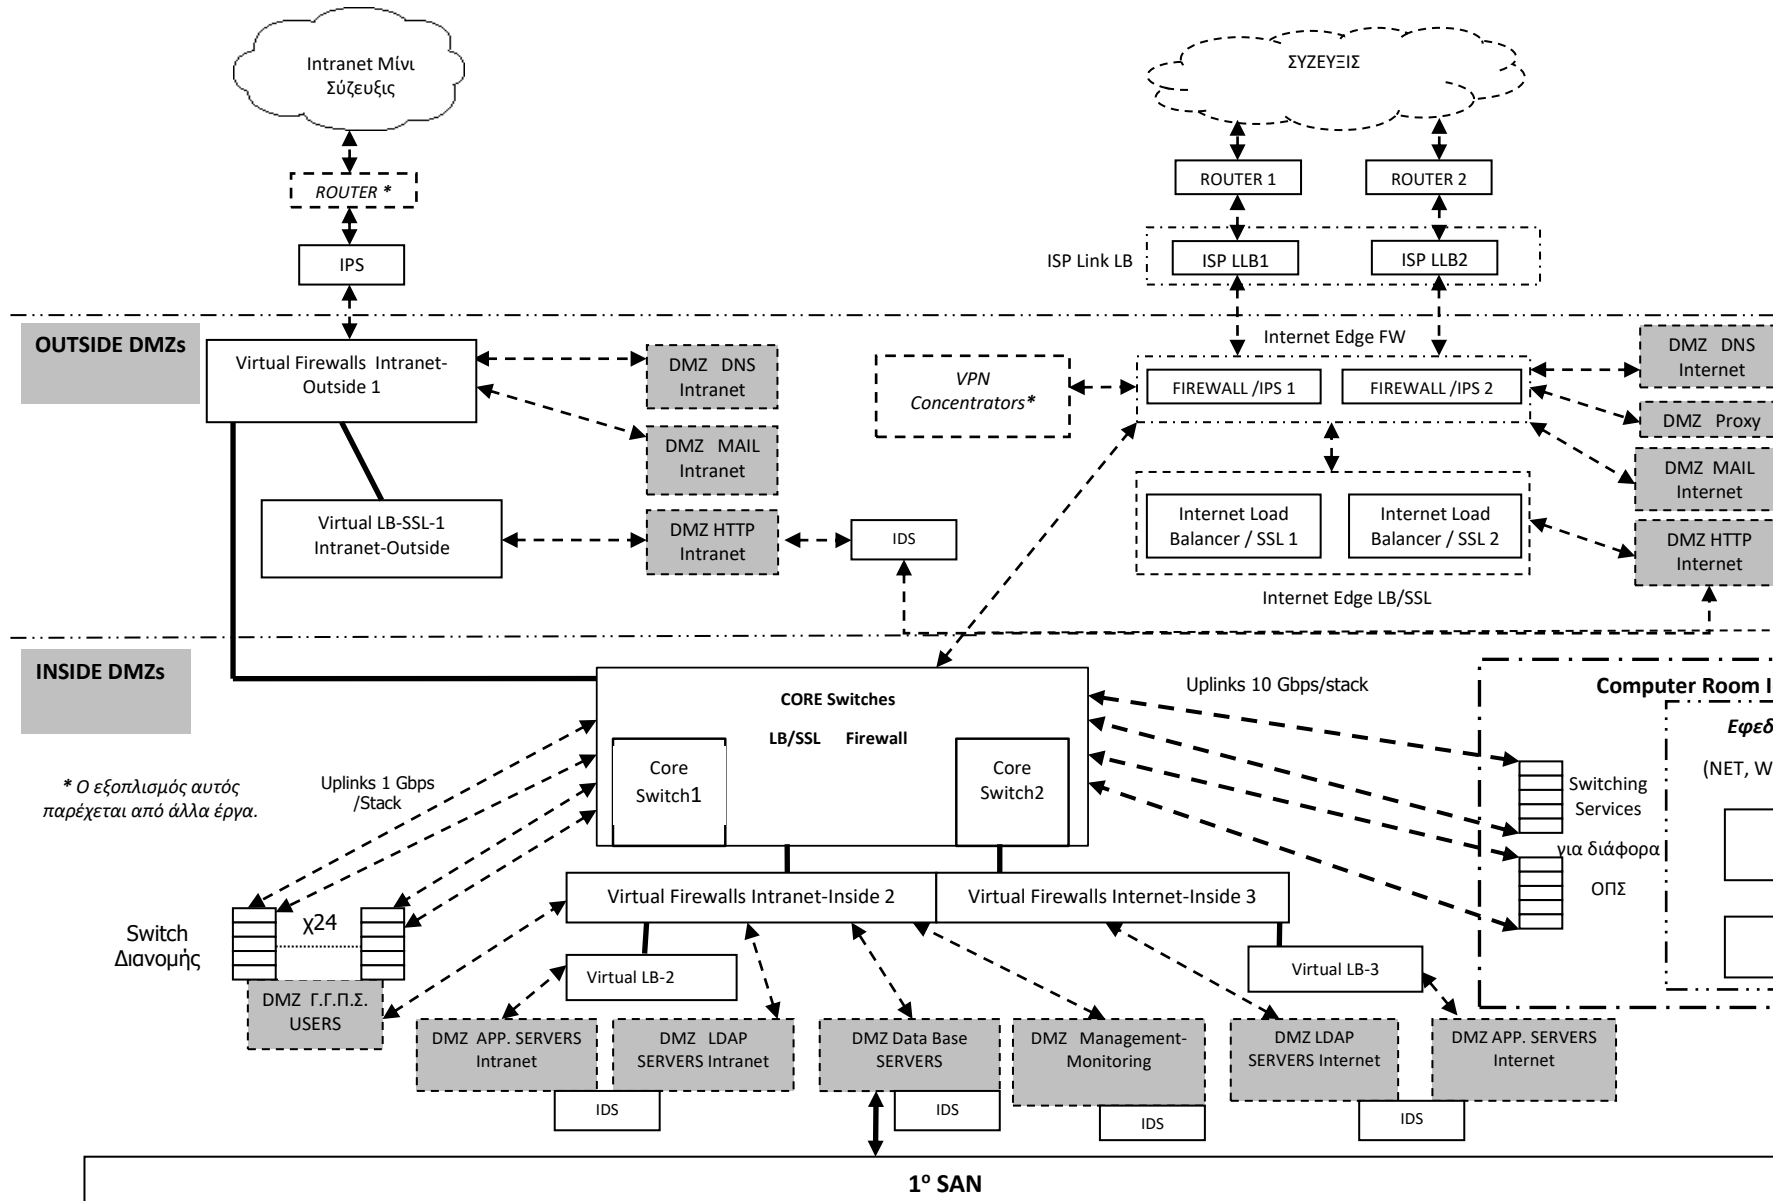 Intranet Μίνι
Σύζευξις
ΣΥΖΕΥΞΙΣ
ROUTER *
ROUTER 1
ROUTER 2
IPS
ISP Link LB
ISP LLB1
ISP LLB2
OUTSIDE DMZs
Virtual Firewalls Intranet-
Outside 1
DMZ DNS
Intranet
DMZ MAIL
Intranet
Virtual LB-SSL-1
Intranet-Outside
DMZ HTTP
Intranet
IDS
VPN
Concentrators*
Internet Edge FW
FIREWALL /IPS 1
FIREWALL /IPS 2
Internet Load
Balancer / SSL 1
Internet Load
Balancer / SSL 2
Internet Edge LB/SSL
DMZ DNS
Internet
DMZ Proxy
DMZ MAIL
Internet
DMZ HTTP
Internet
INSIDE DMZs
CORE Switches
LB/SSL Firewall
Core
Switch1
Core
Switch2
Uplinks 10 Gbps/stack
Computer Room I
Εφεδ
(NET, W
Switching
Services
για διάφορα
ΟΠΣ
* Ο εξοπλισμός αυτός
παρέχεται από άλλα έργα.
Uplinks 1 Gbps
/Stack
Virtual Firewalls Intranet-Inside 2
Virtual Firewalls Internet-Inside 3
Switch
Διανομής
χ24
Virtual LB-2
Virtual LB-3
DMZ Γ.Γ.Π.Σ.
USERS
DMZ APP. SERVERS
Intranet
DMZ LDAP
SERVERS Intranet
DMZ Data Base
SERVERS
DMZ Management-
Monitoring
DMZ LDAP
SERVERS Internet
DMZ APP. SERVERS
Internet
IDS
IDS
IDS
IDS
1° SAN